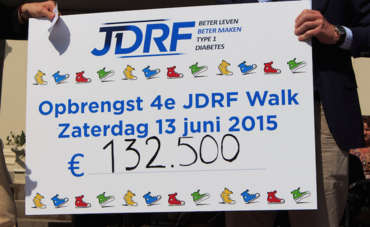 JDRF
BETER LEVEN
BETER MAKEN
TYPE 1
DIABETES
Opbrengst 4e JDRF Walk
Zaterdag 13 juni 2015
€ 132.500